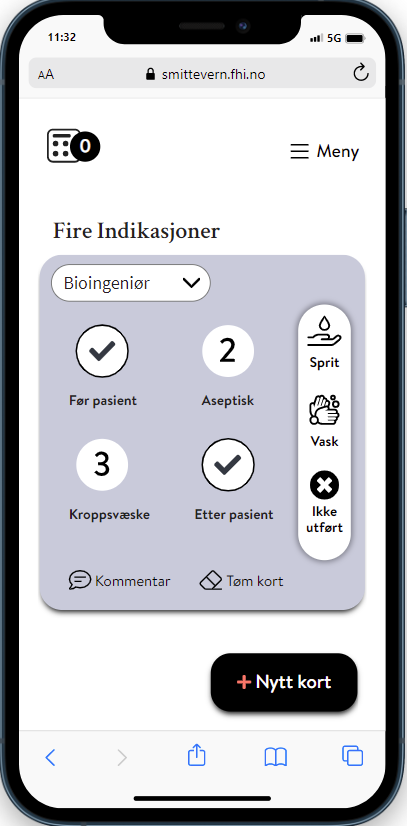 11:32
5G
AA
smittevern.fhi.no
0
Meny
Fire Indikasjoner
Bioingeniør
Før pasient
2
Aseptisk
3
Kroppsvæske
Etter pasient
Sprit
Vask
Ikke
utført
Kommentar
Tøm kort
+ Nytt kort